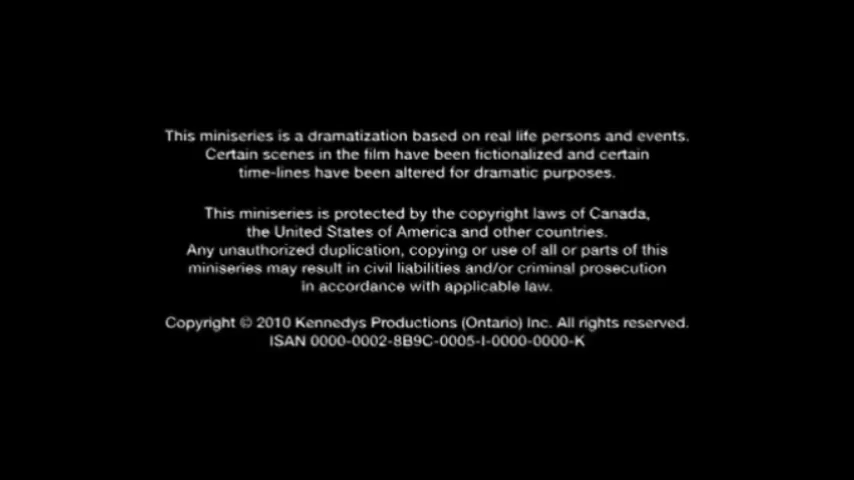 This miniseries is a dramatization based on real life persons and events.
Certain scenes in the film have been fictionalized and certain
time-lines have been altered for dramatic purposes.
This miniseries is protected by the copyright laws of Canada,
the United States of America and other countries.
Any unauthorized duplication, copying or use of all or parts of this
miniseries may result in civil liabilities and/or criminal prosecution
in accordance with applicable law.
Copyright © 2010 Kennedys Productions (Ontario) Inc. All rights reserved.
ISAN 0000-0002-8B9C-0005-I-0000-0000-K